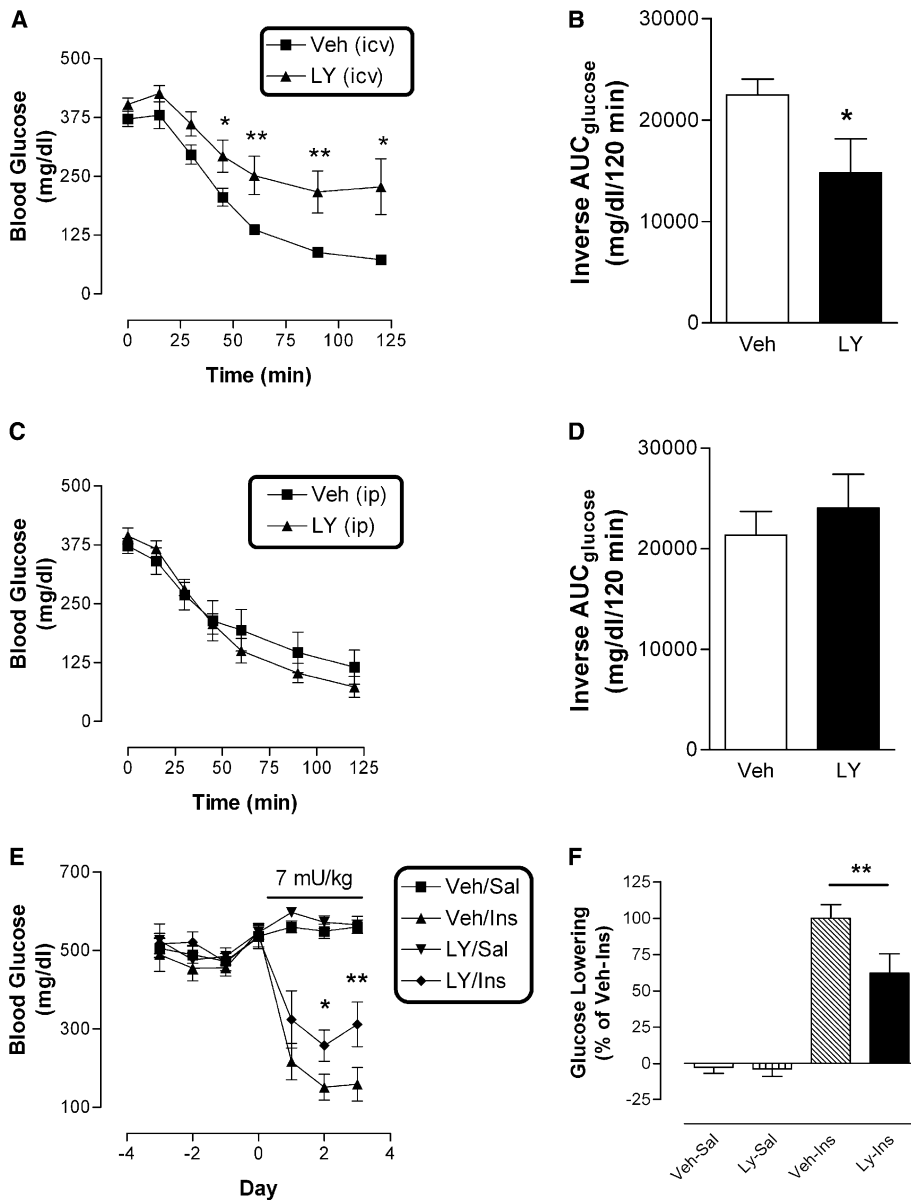 A
Veh (icv)
LY (icv)
500
375
250
125
0
Blood Glucose
(mg/dl)
*
**
**
*
0 25 50 75 100 125
Time (min)
B
30000
20000
10000
0
Inverse AUCglucose
(mg/dl/120 min)
*
Veh LY
C
Veh (ip)
LY (ip)
500
375
250
125
0
Blood Glucose
(mg/dl)
0 25 50 75 100 125
Time (min)
D
30000
20000
10000
0
Inverse AUCglucose
(mg/dl/120 min)
Veh LY
E
700
500
300
100
Blood Glucose
(mg/dl)
7 mU/kg
*
**
Veh/Sal
Veh/Ins
LY/Sal
LY/Ins
-4 -2 0 2 4
Day
F
125
100
75
50
25
0
-25
Glucose Lowering
(% of Veh-Ins)
**
Veh-Sal
Ly-Sal
Veh-Ins
Ly-Ins